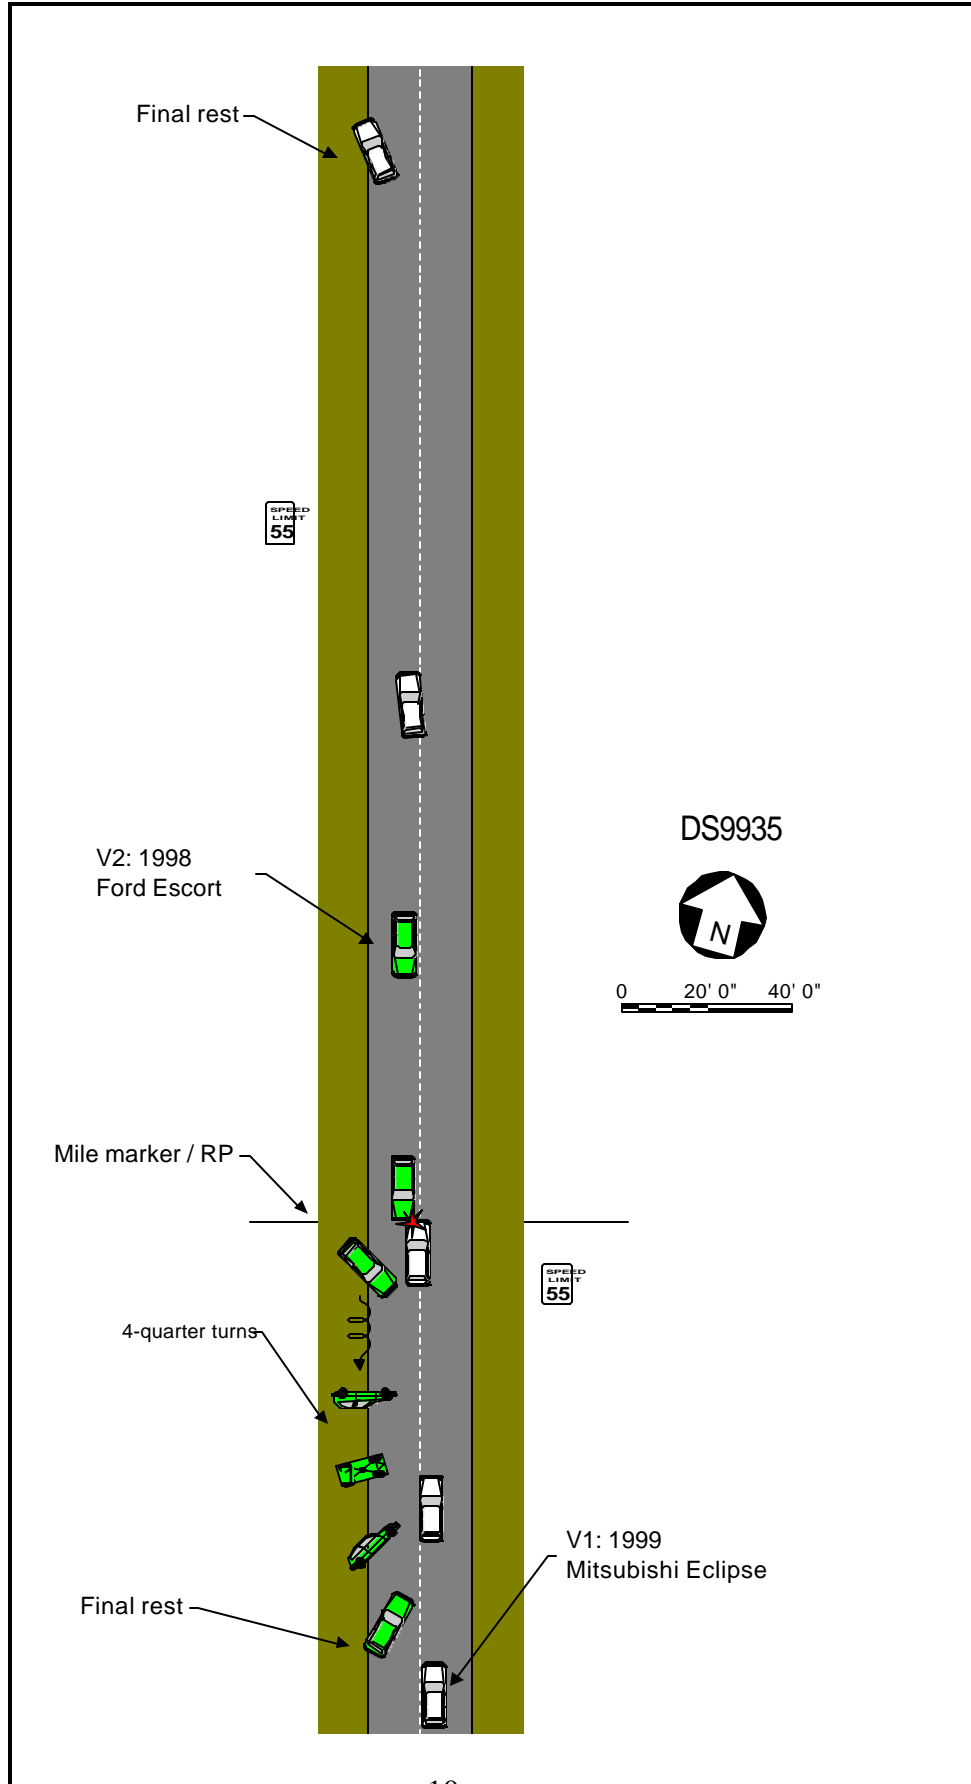 Final rest
SPEED
LIMIT
55
DS9935
V2: 1998
Ford Escort
N
0 20' 0" 40' 0"
Mile marker / RP
SPEED
LIMIT
55
4-quarter turns
V1: 1999
Mitsubishi Eclipse
Final rest